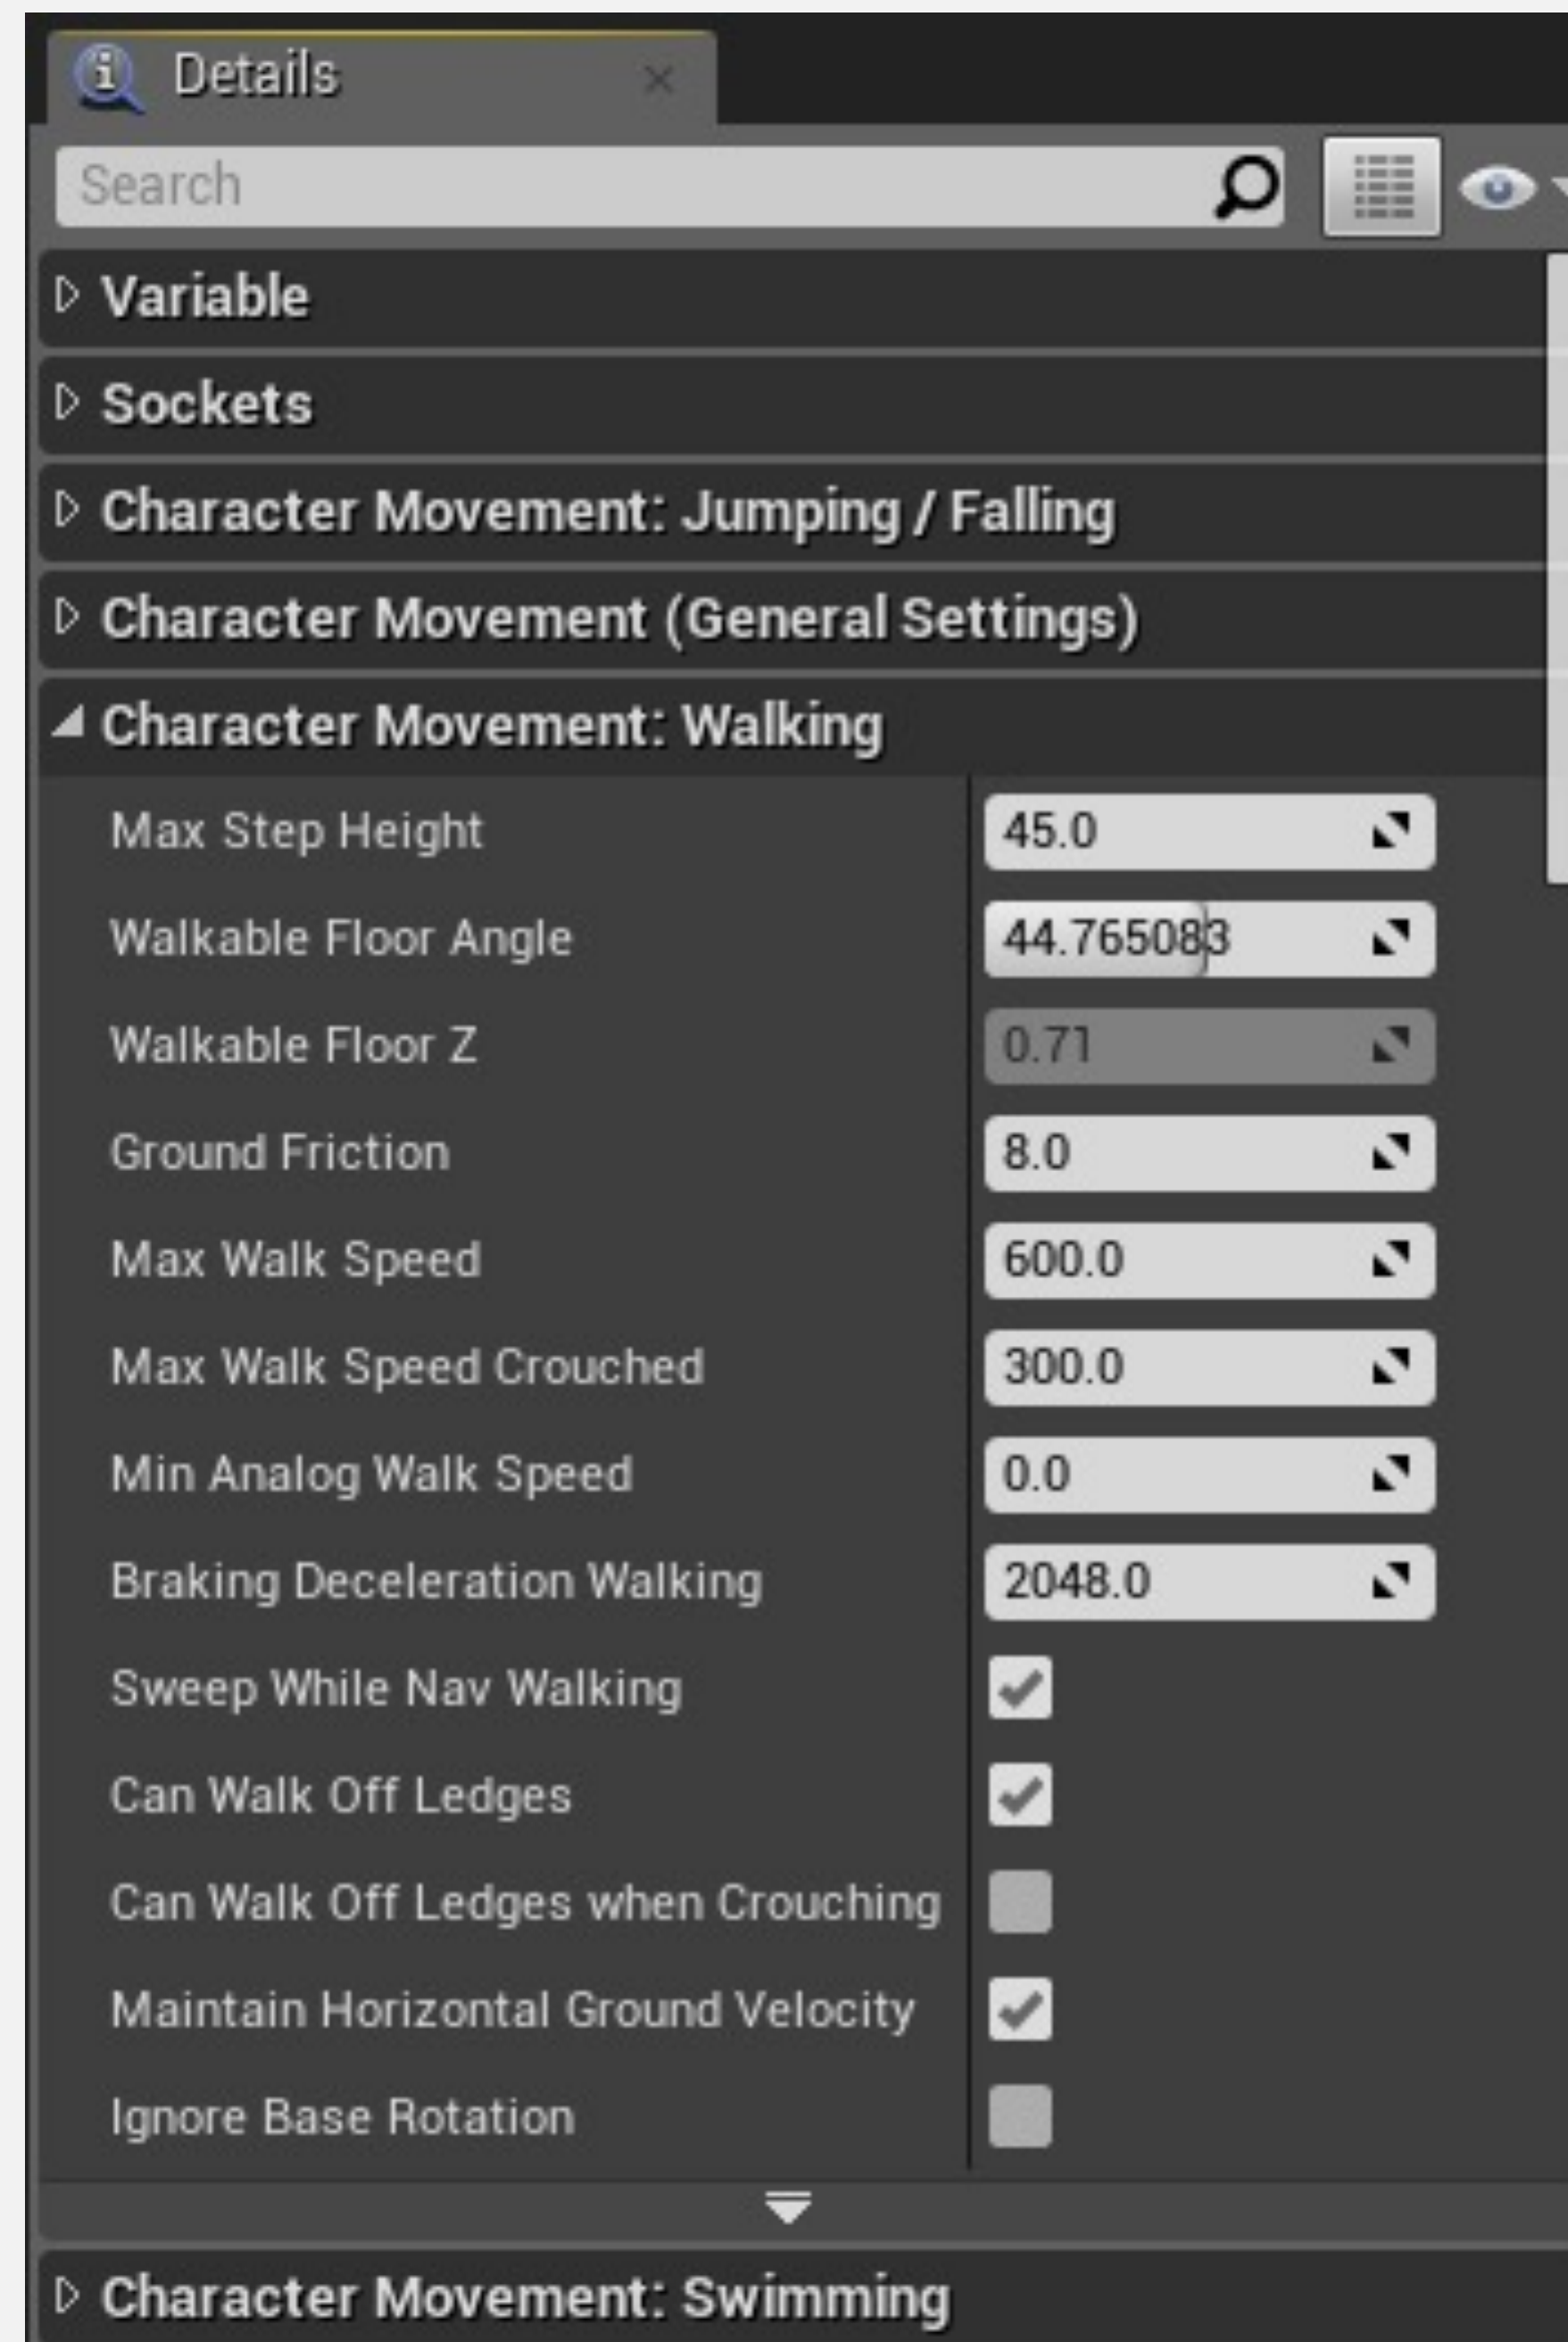 Details
Search
Variable
Sockets
Character Movement: Jumping / Falling
Character Movement (General Settings)
Character Movement: Walking
Max Step Height 45.0
Walkable Floor Angle 44.765083
Walkable Floor Z 0.71
Ground Friction 8.0
Max Walk Speed 600.0
Max Walk Speed Crouched 300.0
Min Analog Walk Speed 0.0
Braking Deceleration Walking 2048.0
Sweep While Nav Walking
Can Walk Off Ledges
Can Walk Off Ledges when Crouching
Maintain Horizontal Ground Velocity
Ignore Base Rotation
Character Movement: Swimming